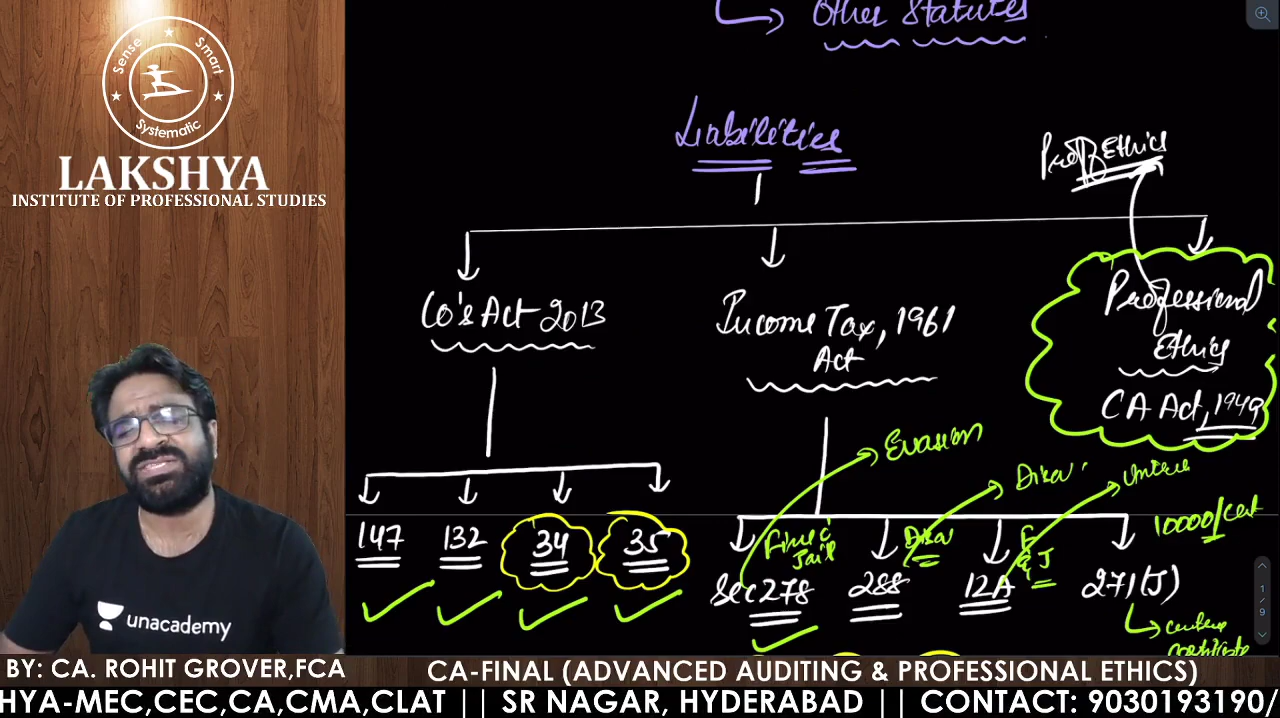 Other Statutes
Sense Smart
Systematic
LAKSHYA
INSTITUTE OF PROFESSIONAL STUDIES
Liabilities
Prof Ethics
Co's Act 2013
Income Tax, 1961
Act
Professional
Ethics
CA Act, 1949
Evasion
Untrue
10000/cert
147 132 34 35
Fine &
Jail
Sec 278 288 12A 271(J)
unacademy
1
9
BY: CA. ROHIT GROVER,FCA
CA-FINAL (ADVANCED AUDITING & PROFESSIONAL ETHICS)
HYA-MEC,CEC,CA,CMA,CLAT || SR NAGAR, HYDERABAD || CONTACT: 9030193190/